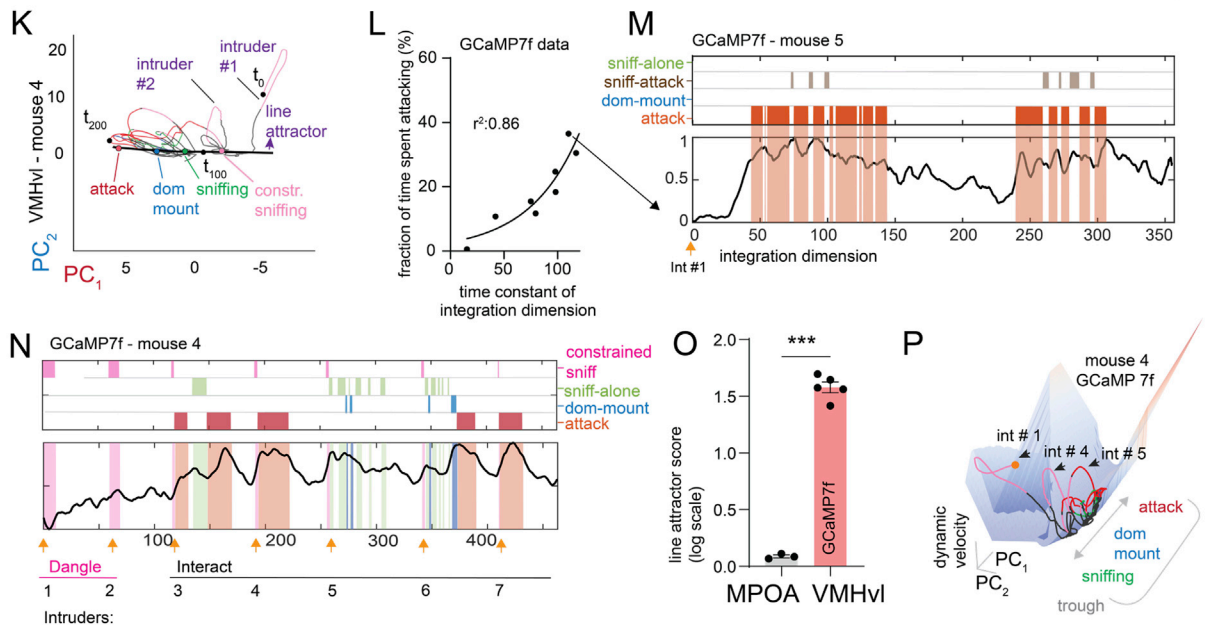 K
VMHvl - mouse 4
20
10
0
intruder
#2
intruder
#1
t0
line
attractor
t200
t100
attack
dom
mount
sniffing
constr.
sniffing
PC2
PC1
5
0
-5
L
GCaMP7f data
fraction of time spent attacking (%)
60
40
20
0
r²:0.86
0
50
100
time constant of
integration dimension
M
GCaMP7f - mouse 5
sniff-alone
sniff-attack
dom-mount
attack
1
0.5
0
0
50
100
150
200
250
300
350
Int #1
integration dimension
N
GCaMP7f - mouse 4
constrained
sniff
sniff-alone
dom-mount
attack
100
200
300
400
Dangle
Interact
1
2
3
4
5
6
7
Intruders:
O
line attractor score
(log scale)
2.0
1.5
1.0
0.5
0.0
***
GCaMP7f
MPOA
VMHvl
P
mouse 4
GCaMP 7f
int # 1
int # 4
int # 5
attack
dom
mount
sniffing
trough
dynamic
velocity
PC1
PC2